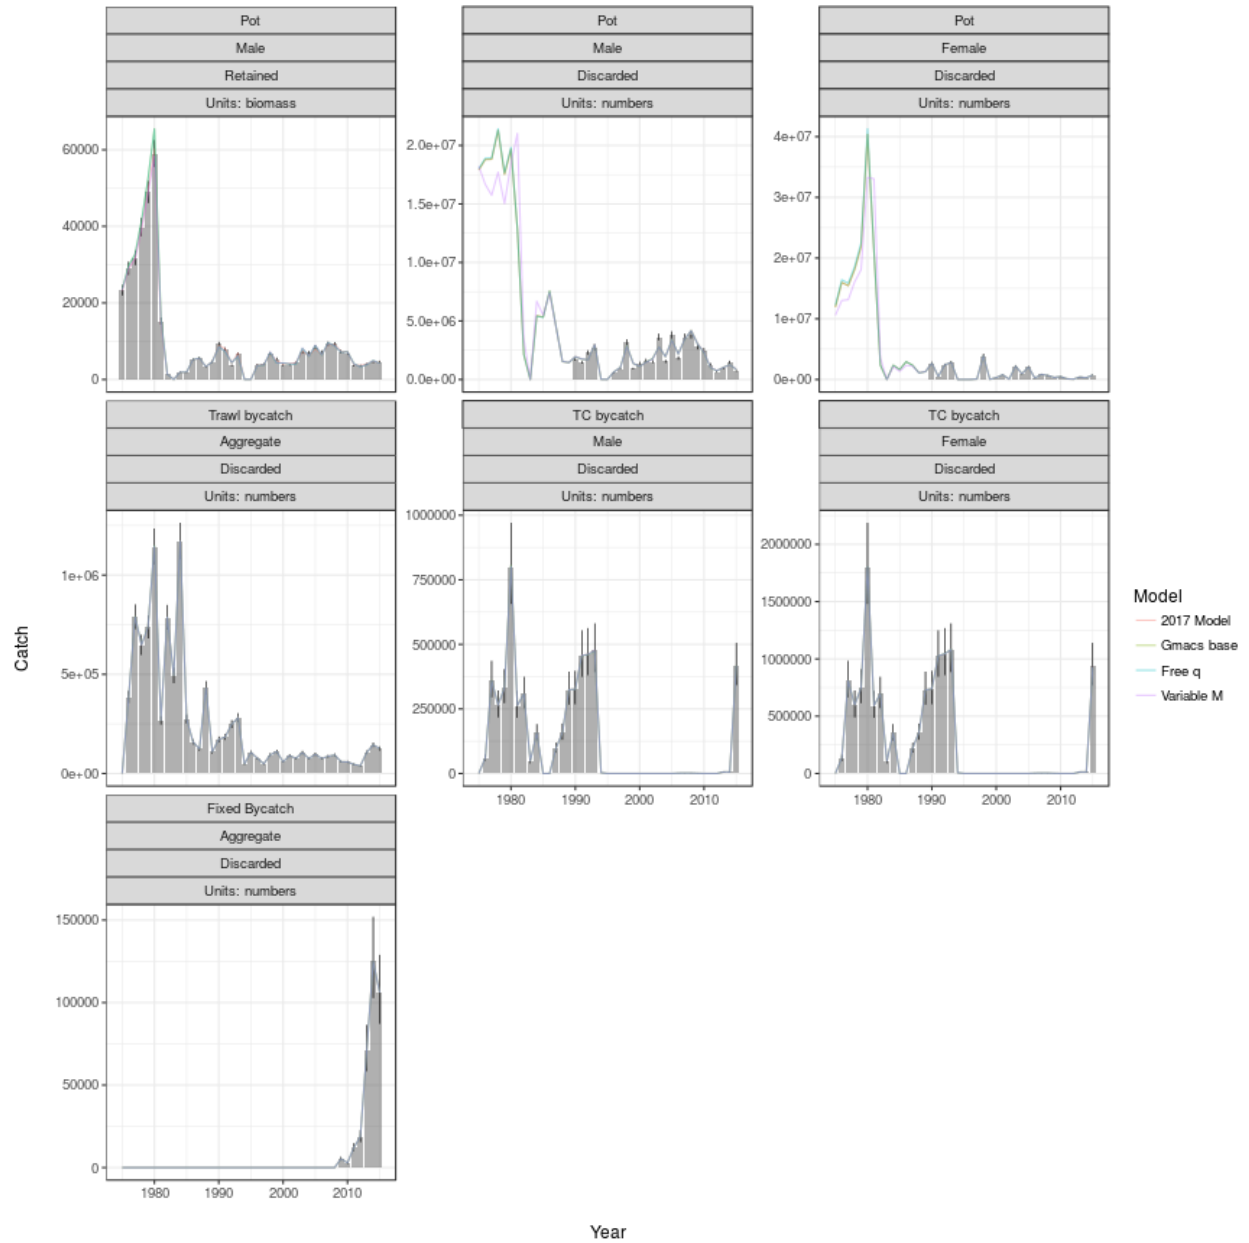 Pot
Male
Retained
Units: biomass
Pot
Male
Discarded
Units: numbers
Pot
Female
Discarded
Units: numbers
60000
40000
20000
0
2.0e+07
1.5e+07
1.0e+07
5.0e+06
0.0e+00
4e+07
3e+07
2e+07
1e+07
0e+00
Trawl bycatch
Aggregate
Discarded
Units: numbers
TC bycatch
Male
Discarded
Units: numbers
TC bycatch
Female
Discarded
Units: numbers
1e+06
5e+05
0e+00
1000000
750000
500000
250000
0
1980 1990 2000 2010
2000000
1500000
1000000
500000
0
1980 1990 2000 2010
Fixed Bycatch
Aggregate
Discarded
Units: numbers
150000
100000
50000
0
1980 1990 2000 2010
Catch
Year
Model
2017 Model
Gmacs base
Free q
Variable M